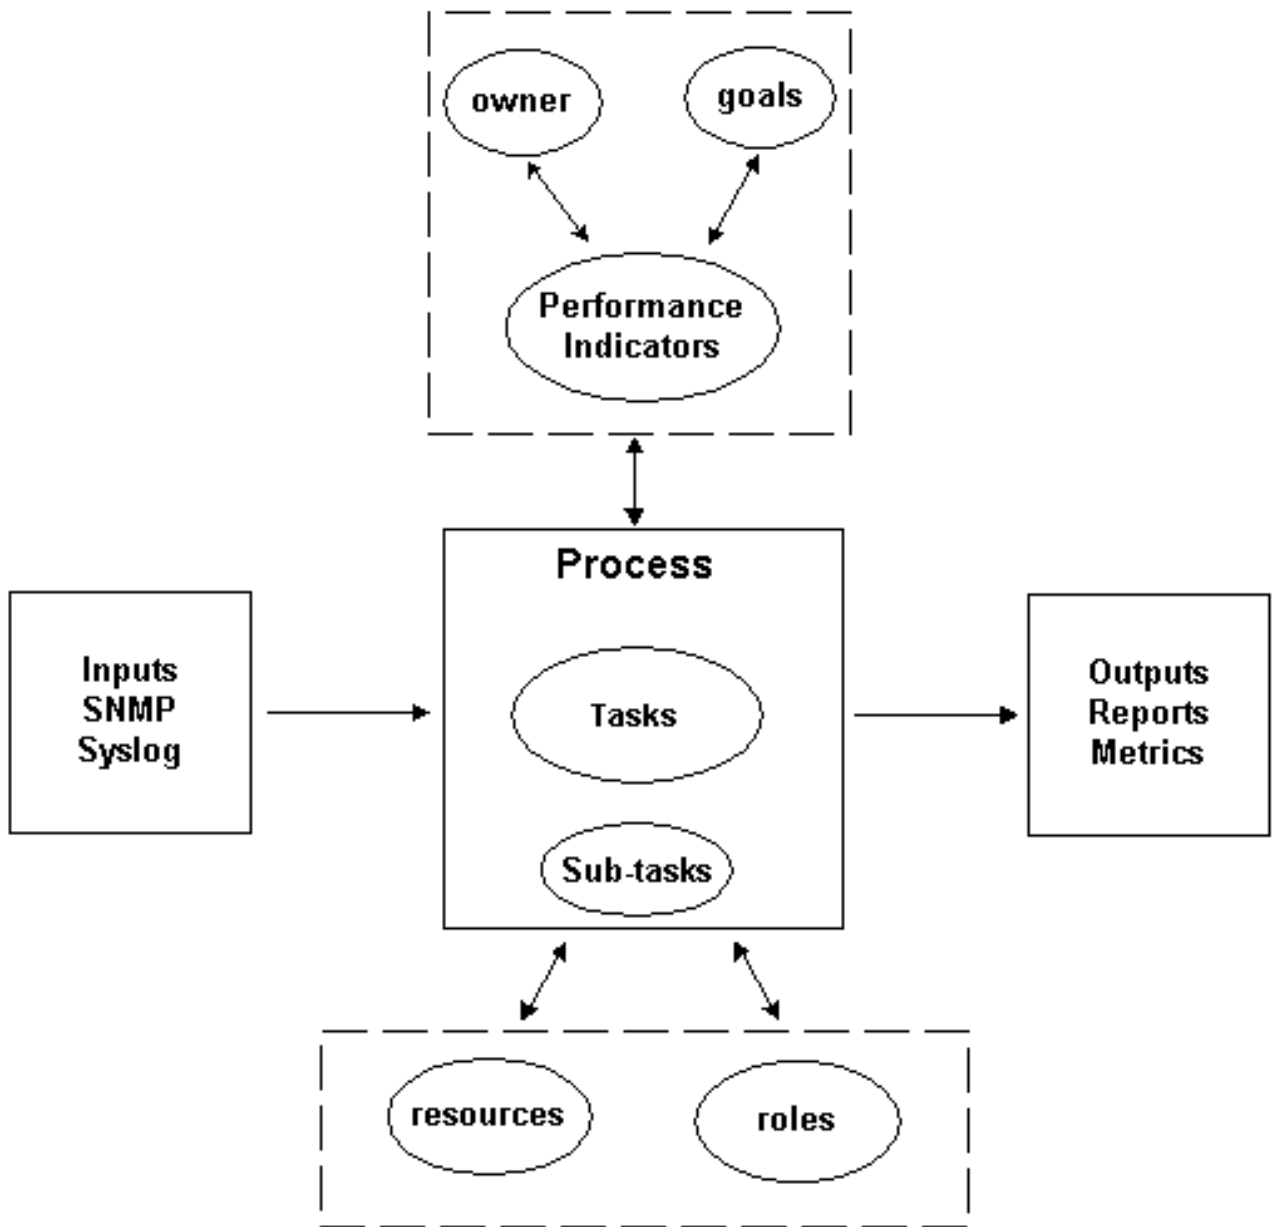 owner
goals
Performance
Indicators
Process
Inputs
SNMP
Syslog
Tasks
Sub-tasks
Outputs
Reports
Metrics
resources
roles